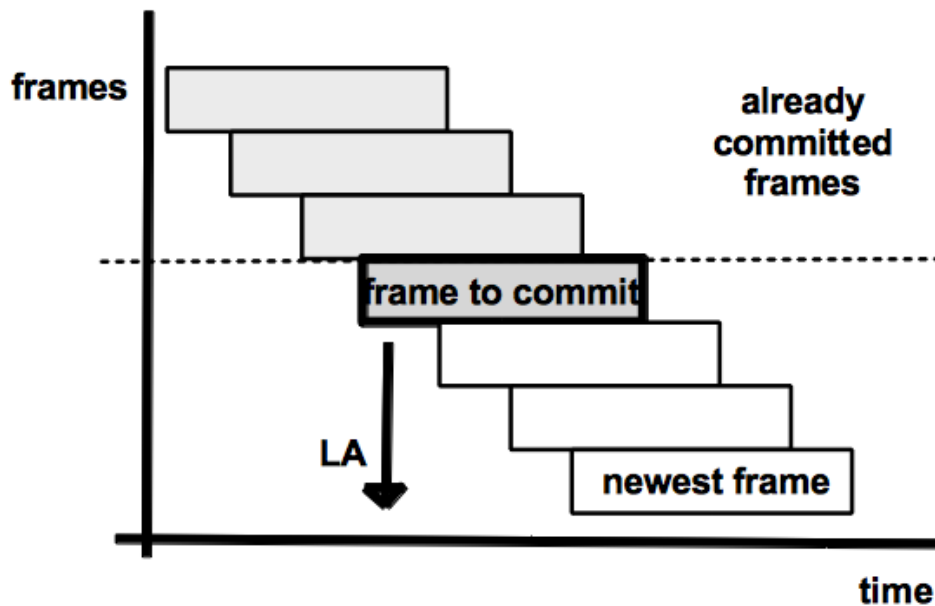 frames
already
committed
frames
frame to commit
LA
newest frame
time